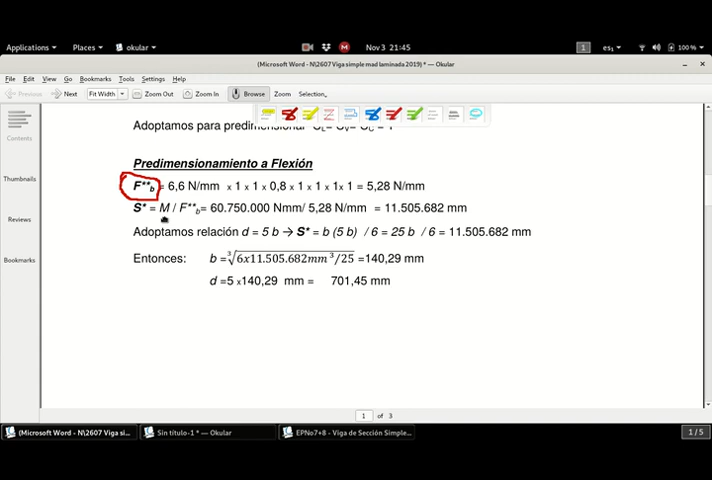 Applications Places okular Nov 3 21:45 1 es₁ 100 %
(Microsoft Word - N\2607 Viga simple mad laminada 2019) * — Okular
File Edit View Go Bookmarks Tools Settings Help
Previous Next Fit Width Zoom Out Zoom In Browse Zoom Selection
Contents
Thumbnails
Reviews
Bookmarks
Adoptamos para predimensionar
Predimensionamiento a Flexión
F**b = 6,6 N/mm x 1 x 1 x 0,8 x 1 x 1 x 1x 1 = 5,28 N/mm
S* = M / F**b= 60.750.000 Nmm/ 5,28 N/mm = 11.505.682 mm
Adoptamos relación d = 5 b → S* = b (5 b) / 6 = 25 b / 6 = 11.505.682 mm
Entonces: b =∛6x11.505.682mm³/25 =140,29 mm
d =5 x140,29 mm = 701,45 mm
1 of 3
(Microsoft Word - N\2607 Viga si... Sin título-1 * — Okular EPNo7+8 - Viga de Sección Simple... 1 / 5